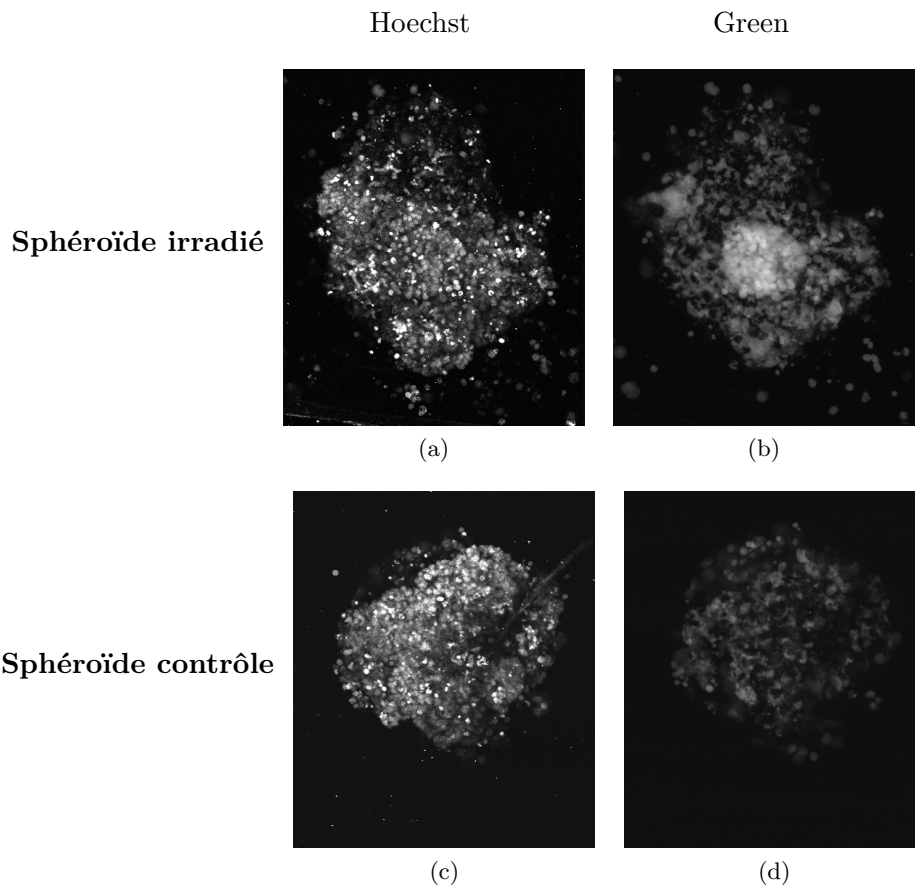 Hoechst Green
Sphéroïde irradié
(a) (b)
Sphéroïde contrôle
(c) (d)